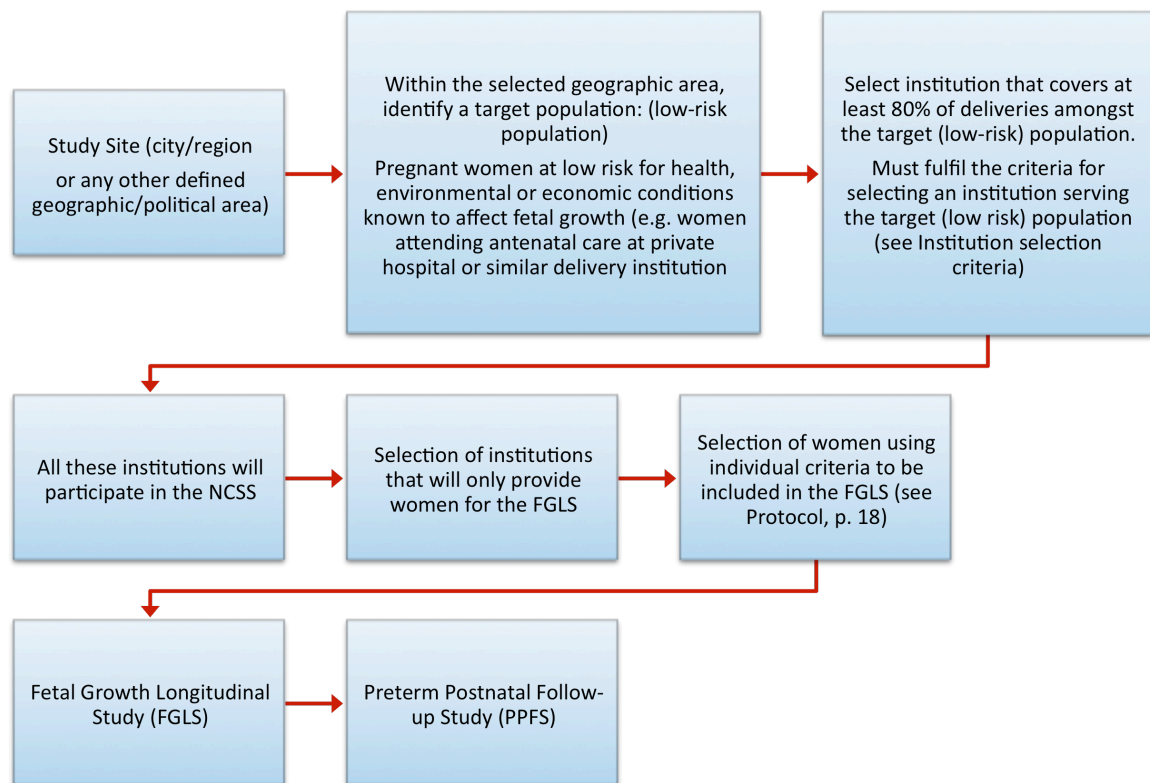 Study Site (city/region
or any other defined
geographic/political area)
Within the selected geographic area,
identify a target population: (low-risk
population)
Pregnant women at low risk for health,
environmental or economic conditions
known to affect fetal growth (e.g. women
attending antenatal care at private
hospital or similar delivery institution
Select institution that covers at
least 80% of deliveries amongst
the target (low-risk) population.
Must fulfil the criteria for
selecting an institution serving
the target (low risk) population
(see Institution selection
criteria)
All these institutions will
participate in the NCSS
Selection of institutions
that will only provide
women for the FGLS
Selection of women using
individual criteria to be
included in the FGLS (see
Protocol, p. 18)
Fetal Growth Longitudinal
Study (FGLS)
Preterm Postnatal Follow-
up Study (PPFS)